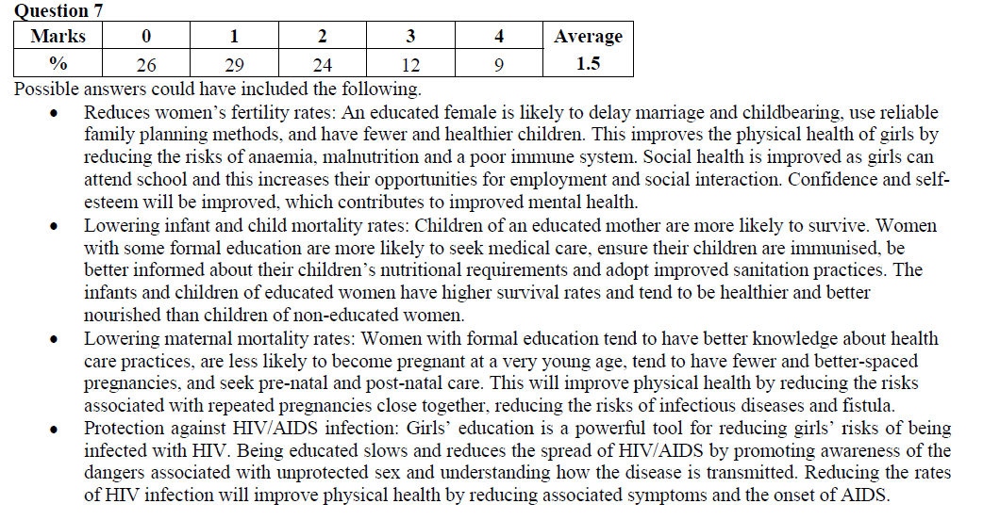 Question 7
Marks 0 1 2 3 4 Average
% 26 29 24 12 9 1.5
Possible answers could have included the following.
• Reduces women's fertility rates: An educated female is likely to delay marriage and childbearing, use reliable
family planning methods, and have fewer and healthier children. This improves the physical health of girls by
reducing the risks of anaemia, malnutrition and a poor immune system. Social health is improved as girls can
attend school and this increases their opportunities for employment and social interaction. Confidence and self-
esteem will be improved, which contributes to improved mental health.
• Lowering infant and child mortality rates: Children of an educated mother are more likely to survive. Women
with some formal education are more likely to seek medical care, ensure their children are immunised, be
better informed about their children's nutritional requirements and adopt improved sanitation practices. The
infants and children of educated women have higher survival rates and tend to be healthier and better
nourished than children of non-educated women.
• Lowering maternal mortality rates: Women with formal education tend to have better knowledge about health
care practices, are less likely to become pregnant at a very young age, tend to have fewer and better-spaced
pregnancies, and seek pre-natal and post-natal care. This will improve physical health by reducing the risks
associated with repeated pregnancies close together, reducing the risks of infectious diseases and fistula.
• Protection against HIV/AIDS infection: Girls' education is a powerful tool for reducing girls' risks of being
infected with HIV. Being educated slows and reduces the spread of HIV/AIDS by promoting awareness of the
dangers associated with unprotected sex and understanding how the disease is transmitted. Reducing the rates
of HIV infection will improve physical health by reducing associated symptoms and the onset of AIDS.